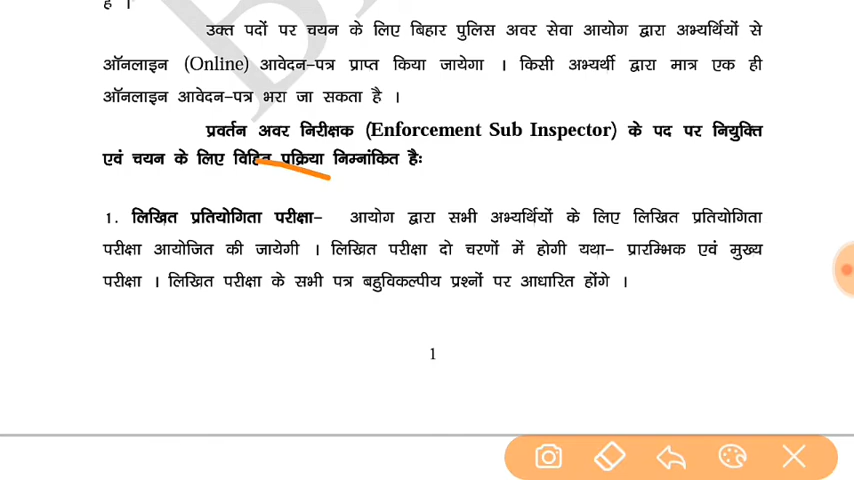 है ।
उक्त पदों पर चयन के लिए बिहार पुलिस अवर सेवा आयोग द्वारा अभ्यर्थियों से
ऑनलाइन (Online) आवेदन–पत्र प्राप्त किया जायेगा । किसी अभ्यर्थी द्वारा मात्र एक ही
ऑनलाइन आवेदन–पत्र भरा जा सकता है ।
प्रवर्तन अवर निरीक्षक (Enforcement Sub Inspector) के पद पर नियुक्ति
एवं चयन के लिए विहित प्रक्रिया निम्नांकित हैः
1. लिखित प्रतियोगिता परीक्षा– आयोग द्वारा सभी अभ्यर्थियों के लिए लिखित प्रतियोगिता
परीक्षा आयोजित की जायेगी । लिखित परीक्षा दो चरणों में होगी यथा– प्रारम्भिक एवं मुख्य
परीक्षा । लिखित परीक्षा के सभी पत्र बहुविकल्पीय प्रश्नों पर आधारित होंगे ।
1